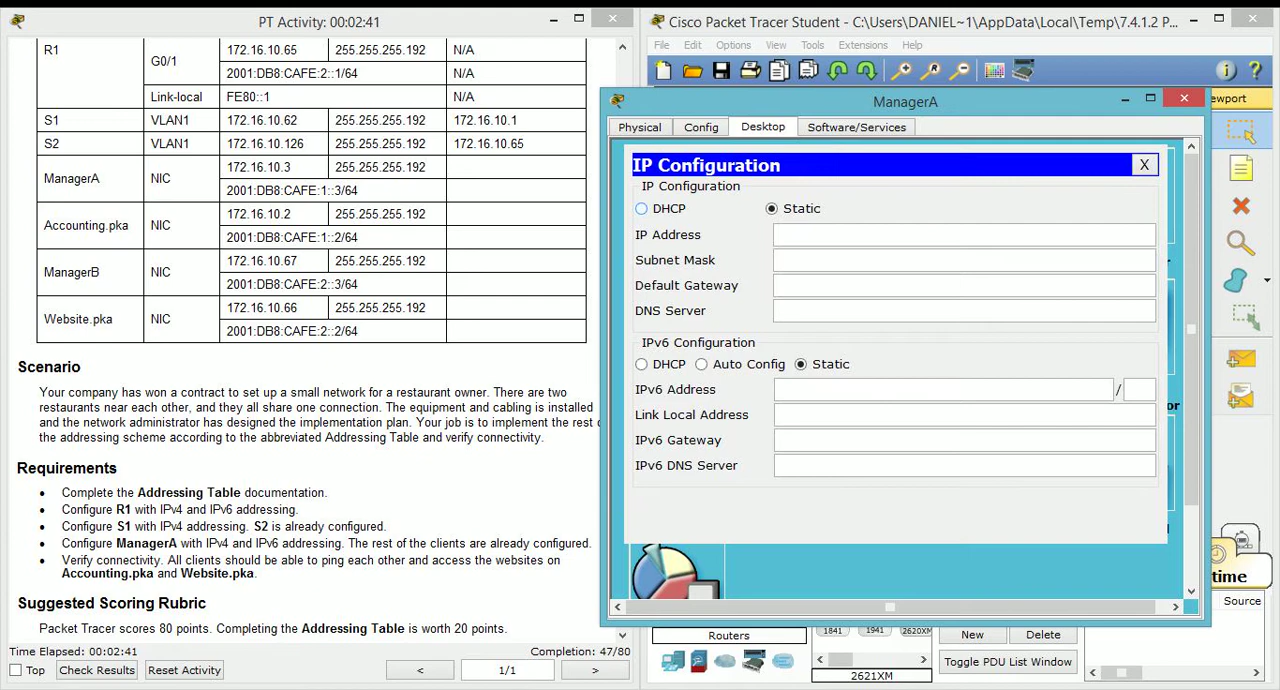 PT Activity: 00:02:41
R1
G0/1
172.16.10.65 255.255.255.192 N/A
2001:DB8:CAFE:2::1/64 N/A
Link-local FE80::1 N/A
S1 VLAN1 172.16.10.62 255.255.255.192 172.16.10.1
S2 VLAN1 172.16.10.126 255.255.255.192 172.16.10.65
ManagerA NIC
172.16.10.3 255.255.255.192
2001:DB8:CAFE:1::3/64
Accounting.pka NIC
172.16.10.2 255.255.255.192
2001:DB8:CAFE:1::2/64
ManagerB NIC
172.16.10.67 255.255.255.192
2001:DB8:CAFE:2::3/64
Website.pka NIC
172.16.10.66 255.255.255.192
2001:DB8:CAFE:2::2/64
Scenario
Your company has won a contract to set up a small network for a restaurant owner. There are two
restaurants near each other, and they all share one connection. The equipment and cabling is installed
and the network administrator has designed the implementation plan. Your job is to implement the rest o
the addressing scheme according to the abbreviated Addressing Table and verify connectivity.
Requirements
• Complete the Addressing Table documentation.
• Configure R1 with IPv4 and IPv6 addressing.
• Configure S1 with IPv4 addressing. S2 is already configured.
• Configure ManagerA with IPv4 and IPv6 addressing. The rest of the clients are already configured.
• Verify connectivity. All clients should be able to ping each other and access the websites on
Accounting.pka and Website.pka.
Suggested Scoring Rubric
Packet Tracer scores 80 points. Completing the Addressing Table is worth 20 points.
Time Elapsed: 00:02:41 Completion: 47/80
Top Check Results Reset Activity < 1/1 >
Cisco Packet Tracer Student - C:\Users\DANIEL~1\AppData\Local\Temp\7.4.1.2 P...
File Edit Options View Tools Extensions Help
ewport
ManagerA
Physical Config Desktop Software/Services
IP Configuration X
IP Configuration
DHCP Static
IP Address
Subnet Mask
Default Gateway
DNS Server
IPv6 Configuration
DHCP Auto Config Static
IPv6 Address /
Link Local Address
IPv6 Gateway
IPv6 DNS Server
or
time
Source
Routers
1841 1941 2620XM
2621XM
New Delete
Toggle PDU List Window